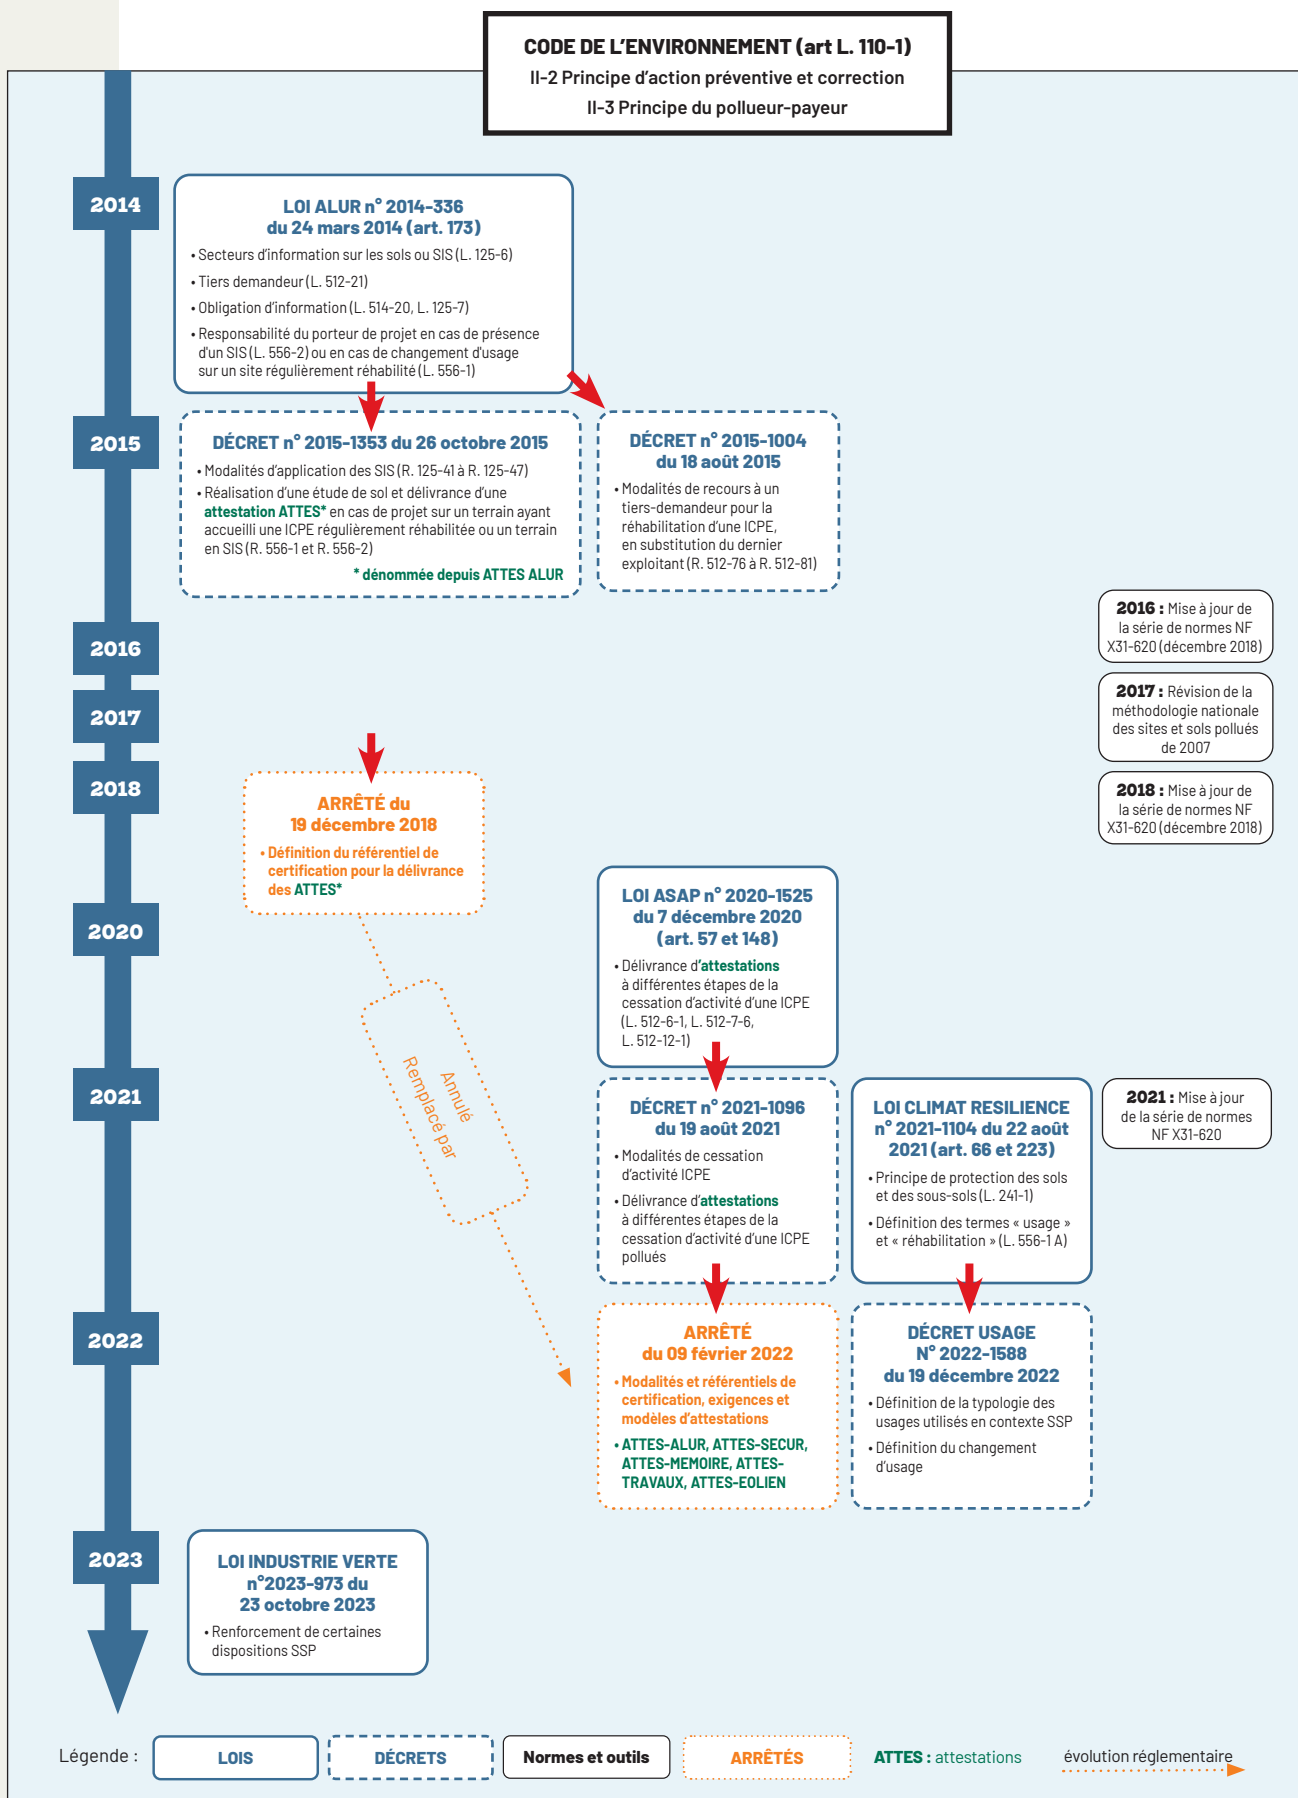 CODE DE L'ENVIRONNEMENT (art L. 110-1)
II-2 Principe d'action préventive et correction
II-3 Principe du pollueur-payeur
2014
LOI ALUR n° 2014-336
du 24 mars 2014 (art. 173)
• Secteurs d'information sur les sols ou SIS (L. 125-6)
• Tiers demandeur (L. 512-21)
• Obligation d'information (L. 514-20, L. 125-7)
• Responsabilité du porteur de projet en cas de présence
d'un SIS (L. 556-2) ou en cas de changement d'usage
sur un site régulièrement réhabilité (L. 556-1)
2015
DÉCRET n° 2015-1353 du 26 octobre 2015
• Modalités d'application des SIS (R. 125-41 à R. 125-47)
• Réalisation d'une étude de sol et délivrance d'une
attestation ATTES* en cas de projet sur un terrain ayant
accueilli une ICPE régulièrement réhabilitée ou un terrain
en SIS (R. 556-1 et R. 556-2)
* dénommée depuis ATTES ALUR
DÉCRET n° 2015-1004
du 18 août 2015
• Modalités de recours à un
tiers-demandeur pour la
réhabilitation d'une ICPE,
en substitution du dernier
exploitant (R. 512-76 à R. 512-81)
2016
2016 : Mise à jour de
la série de normes NF
X31-620 (décembre 2018)
2017
2017 : Révision de la
méthodologie nationale
des sites et sols pollués
de 2007
2018
2018 : Mise à jour de
la série de normes NF
X31-620 (décembre 2018)
ARRÊTÉ du
19 décembre 2018
• Définition du référentiel de
certification pour la délivrance
des ATTES*
2020
LOI ASAP n° 2020-1525
du 7 décembre 2020
(art. 57 et 148)
• Délivrance d'attestations
à différentes étapes de la
cessation d'activité d'une ICPE
(L. 512-6-1, L. 512-7-6,
L. 512-12-1)
Annulé
Remplacé par
2021
DÉCRET n° 2021-1096
du 19 août 2021
• Modalités de cessation
d'activité ICPE
• Délivrance d'attestations
à différentes étapes de la
cessation d'activité d'une ICPE
pollués
LOI CLIMAT RESILIENCE
n° 2021-1104 du 22 août
2021 (art. 66 et 223)
• Principe de protection des sols
et des sous-sols (L. 241-1)
• Définition des termes « usage »
et « réhabilitation » (L. 556-1 A)
2021 : Mise à jour
de la série de normes
NF X31-620
2022
ARRÊTÉ
du 09 février 2022
• Modalités et référentiels de
certification, exigences et
modèles d'attestations
• ATTES-ALUR, ATTES-SECUR,
ATTES-MEMOIRE, ATTES-
TRAVAUX, ATTES-EOLIEN
DÉCRET USAGE
N° 2022-1588
du 19 décembre 2022
• Définition de la typologie des
usages utilisés en contexte SSP
• Définition du changement
d'usage
2023
LOI INDUSTRIE VERTE
n°2023-973 du
23 octobre 2023
• Renforcement de certaines
dispositions SSP
Légende :
LOIS
DÉCRETS
Normes et outils
ARRÊTÉS
ATTES : attestations
évolution réglementaire